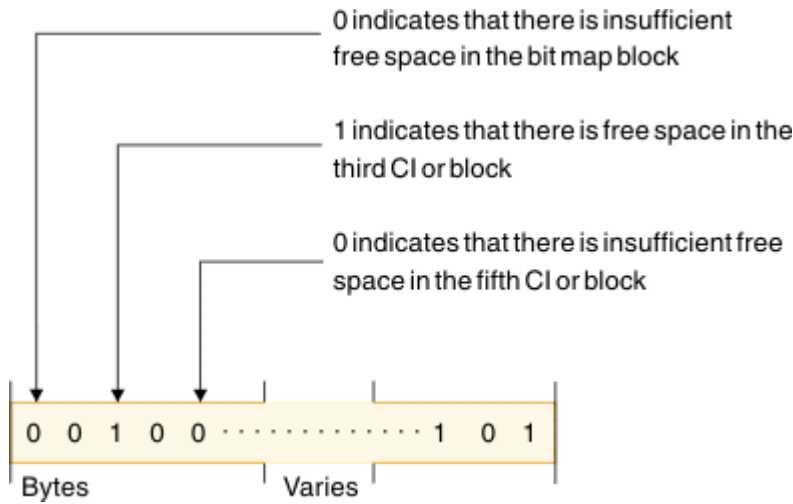 0 indicates that there is insufficient
free space in the bit map block
1 indicates that there is free space in the
third CI or block
0 indicates that there is insufficient free
space in the fifth CI or block
0 0 1 0 0 · · · · · · · · · · · · · · 1 0 1
Bytes Varies